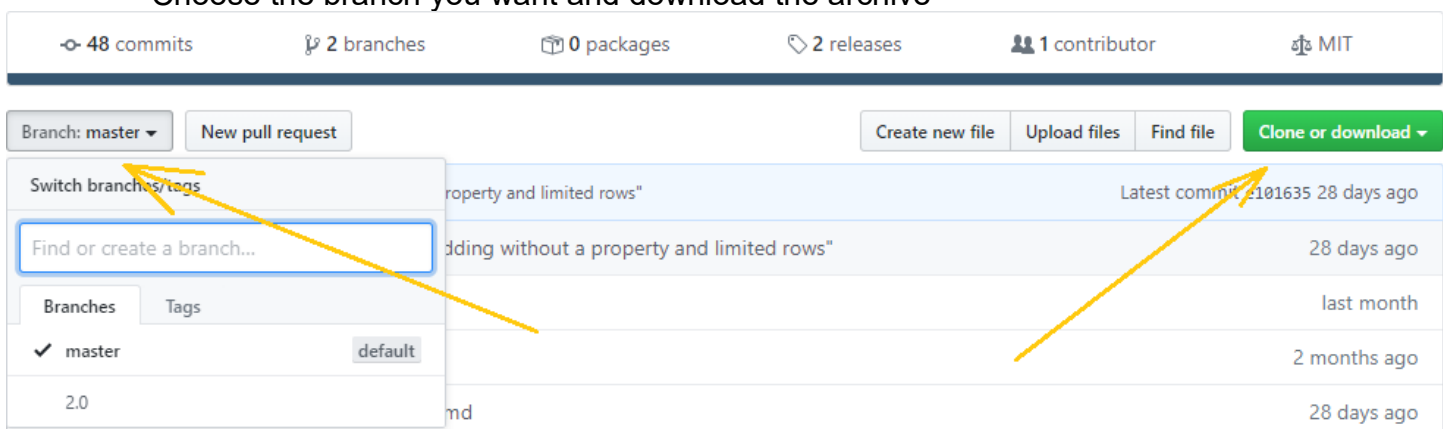 Choose the branch you want and download the archive
48 commits 2 branches 0 packages 2 releases 1 contributor MIT
Branch: master New pull request Create new file Upload files Find file Clone or download
Switch branches/tags
roperty and limited rows" Latest commit e101635 28 days ago
Find or create a branch...
dding without a property and limited rows" 28 days ago
Branches Tags
last month
master default
2 months ago
2.0
md 28 days ago